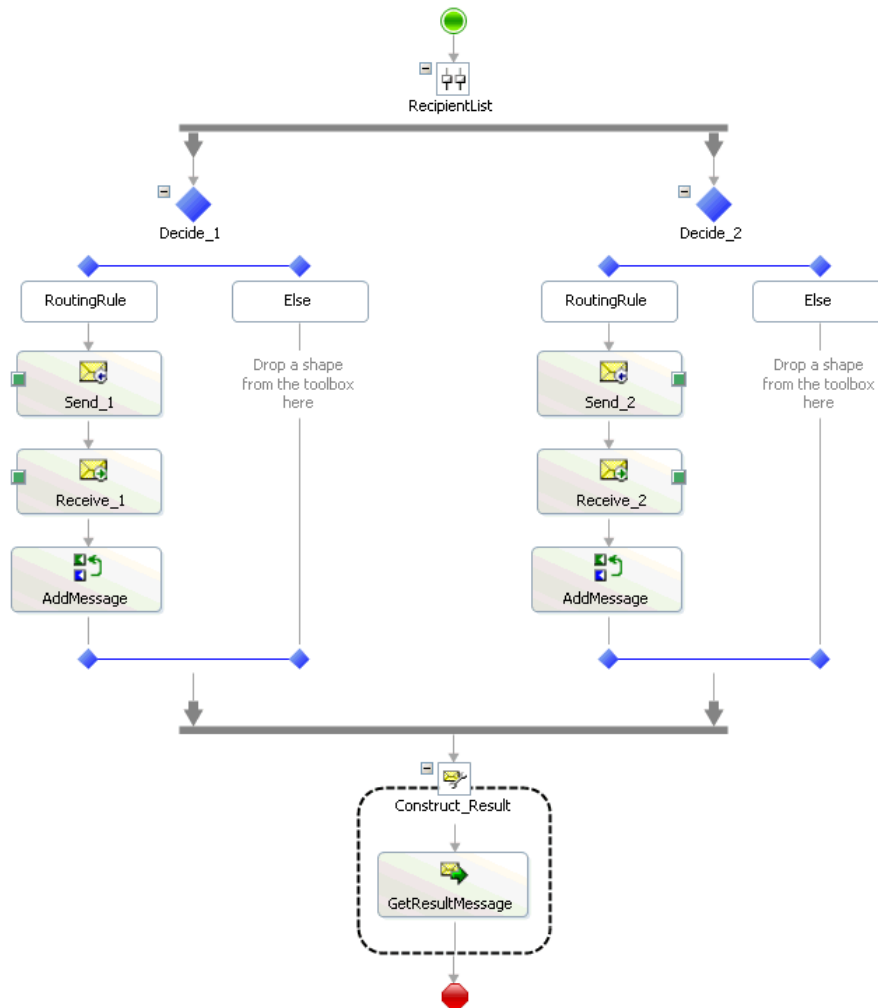 RecipientList
Decide_1
Decide_2
RoutingRule
Else
RoutingRule
Else
Drop a shape
from the toolbox
here
Drop a shape
from the toolbox
here
Send_1
Send_2
Receive_1
Receive_2
AddMessage
AddMessage
Construct_Result
GetResultMessage